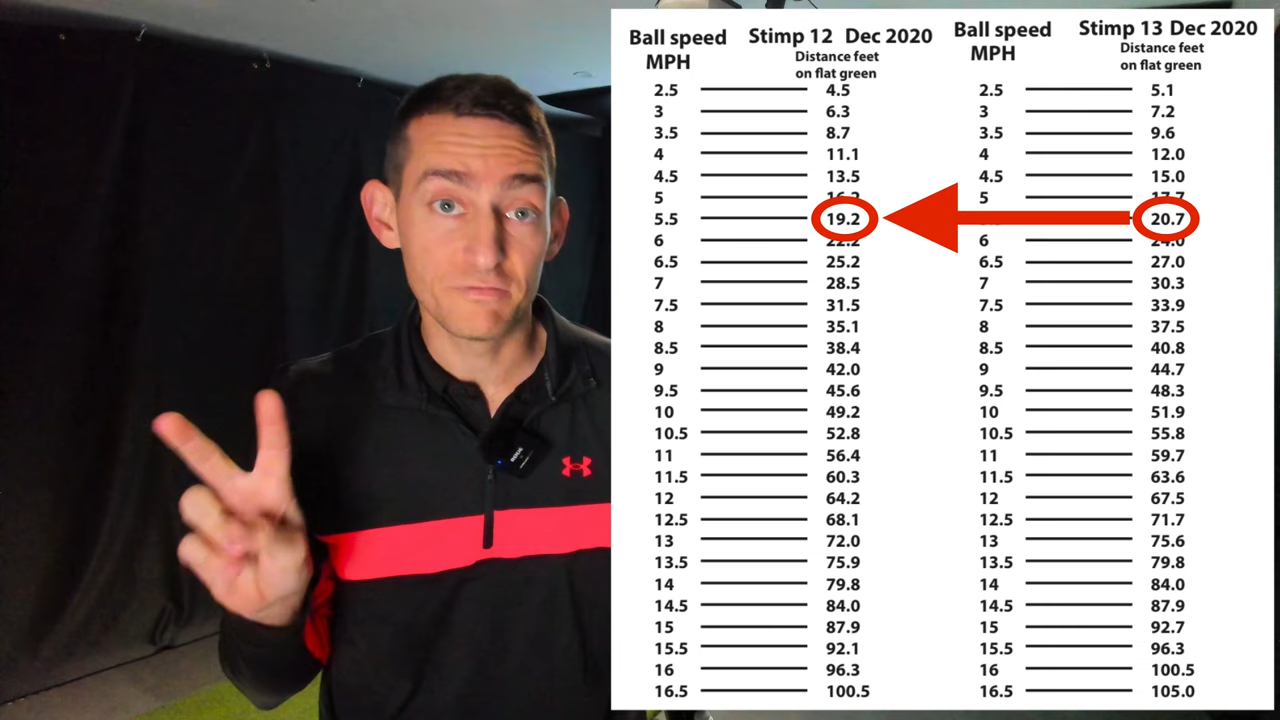 Ball speed MPH
Stimp 12 Dec 2020
Distance feet
on flat green
Ball speed MPH
Stimp 13 Dec 2020
Distance feet
on flat green
2.5 4.5 2.5 5.1
3 6.3 3 7.2
3.5 8.7 3.5 9.6
4 11.1 4 12.0
4.5 13.5 4.5 15.0
5 16.2 5 17.7
5.5 19.2 20.7
6 22.2 6 24.0
6.5 25.2 6.5 27.0
7 28.5 7 30.3
7.5 31.5 7.5 33.9
8 35.1 8 37.5
8.5 38.4 8.5 40.8
9 42.0 9 44.7
9.5 45.6 9.5 48.3
10 49.2 10 51.9
10.5 52.8 10.5 55.8
11 56.4 11 59.7
11.5 60.3 11.5 63.6
12 64.2 12 67.5
12.5 68.1 12.5 71.7
13 72.0 13 75.6
13.5 75.9 13.5 79.8
14 79.8 14 84.0
14.5 84.0 14.5 87.9
15 87.9 15 92.7
15.5 92.1 15.5 96.3
16 96.3 16 100.5
16.5 100.5 16.5 105.0